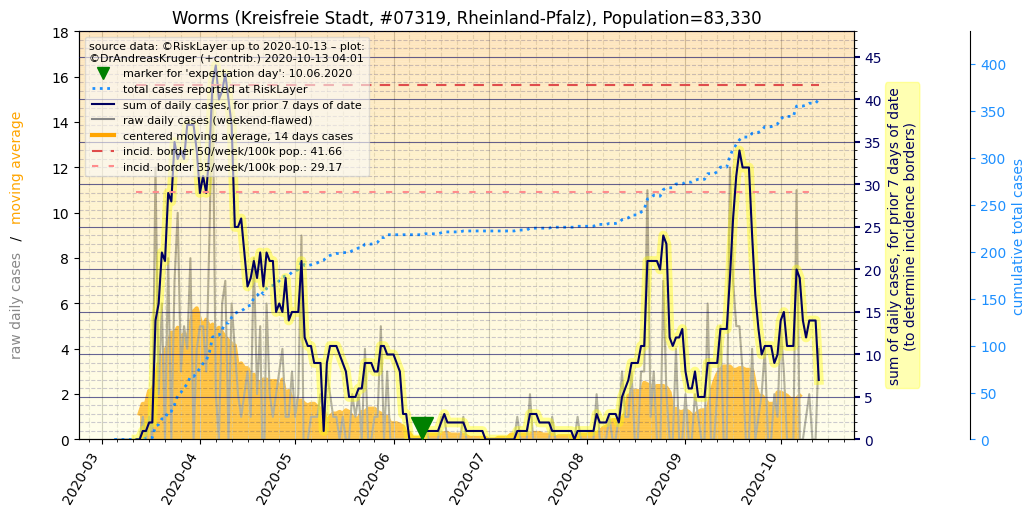 Worms (Kreisfreie Stadt, #07319, Rheinland-Pfalz), Population=83,330
source data: ©RiskLayer up to 2020-10-13 – plot:
©DrAndreasKruger (+contrib.) 2020-10-13 04:01
marker for 'expectation day': 10.06.2020
total cases reported at RiskLayer
sum of daily cases, for prior 7 days of date
raw daily cases (weekend-flawed)
centered moving average, 14 days cases
incid. border 50/week/100k pop.: 41.66
incid. border 35/week/100k pop.: 29.17
raw daily cases / moving average
18
16
14
12
10
8
6
4
2
0
2020-03
2020-04
2020-05
2020-06
2020-07
2020-08
2020-09
2020-10
45
40
35
30
25
20
15
10
5
0
sum of daily cases, for prior 7 days of date
(to determine incidence borders)
400
350
300
250
200
150
100
50
0
cumulative total cases